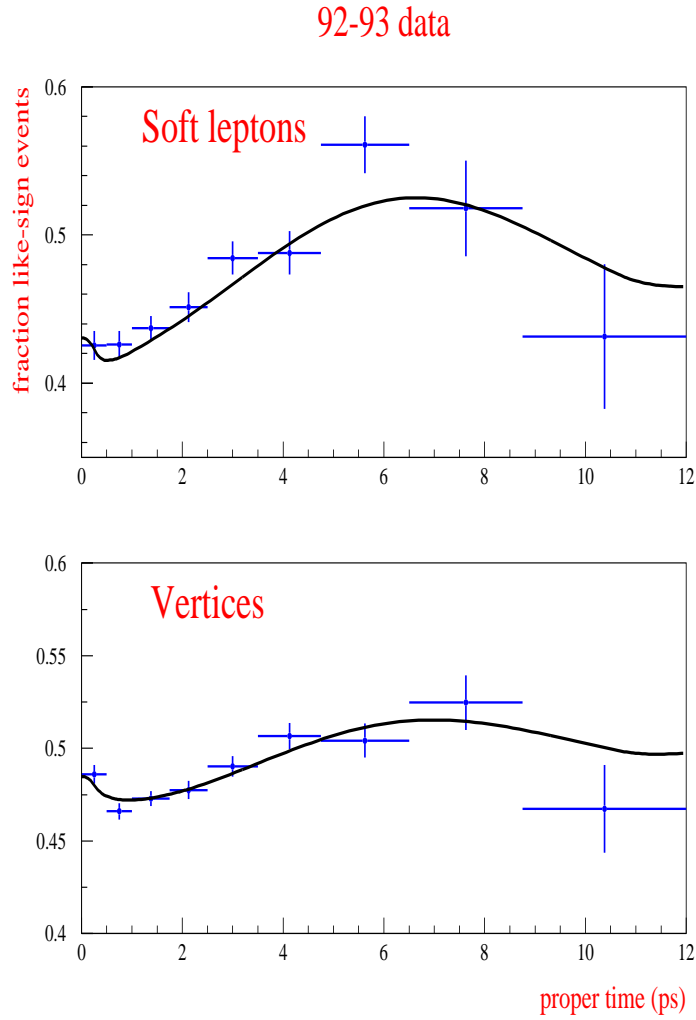 92-93 data
fraction like-sign events
Soft leptons
0.6
0.5
0.4
0 2 4 6 8 10 12
Vertices
0.6
0.55
0.5
0.45
0.4
0 2 4 6 8 10 12
proper time (ps)